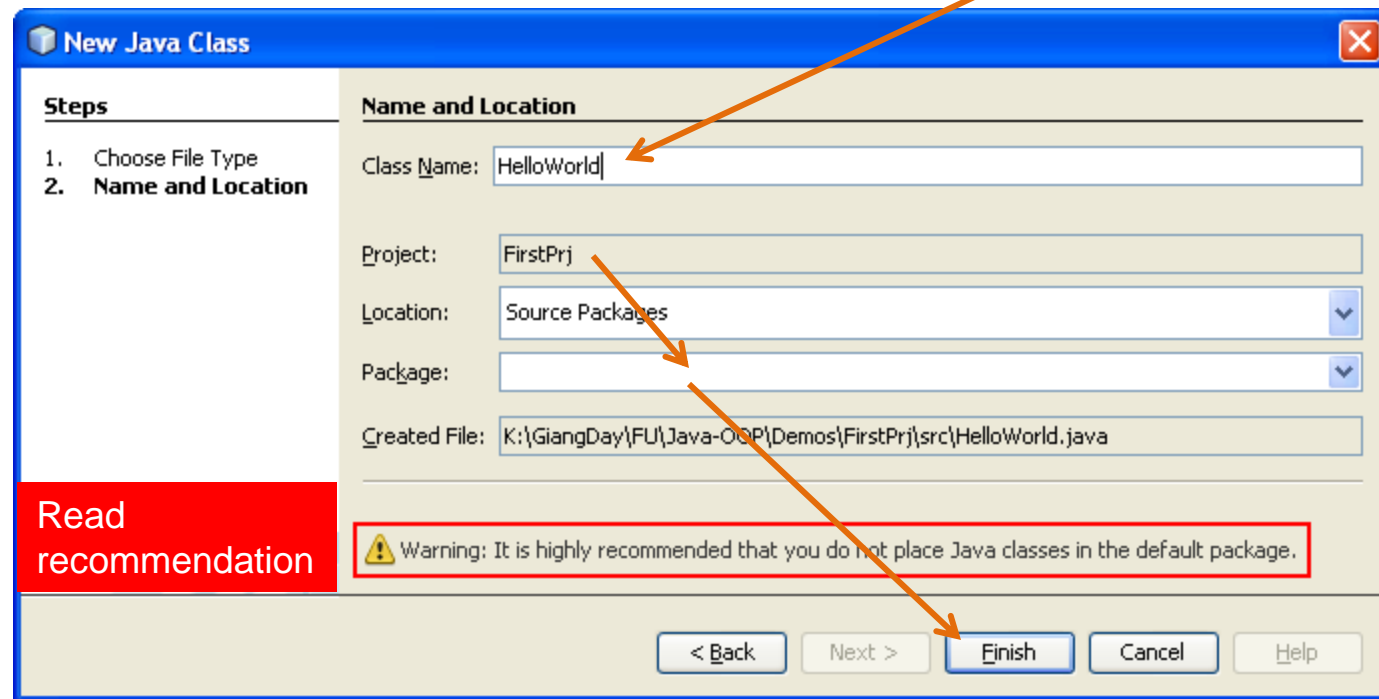 New Java Class
Steps
1. Choose File Type
2. Name and Location
Name and Location
Class Name: HelloWorld
Project: FirstPrj
Location: Source Packages
Package:
Created File: K:\GiangDay\FU\Java-OOP\Demos\FirstPrj\src\HelloWorld.java
Read
recommendation
Warning: It is highly recommended that you do not place Java classes in the default package.
< Back Next > Finish Cancel Help